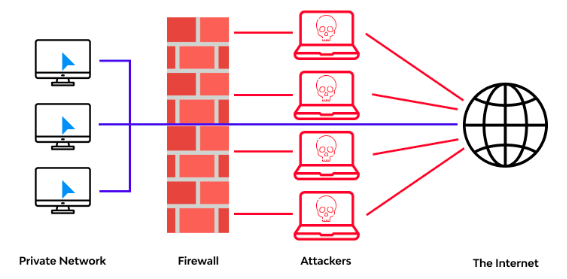 Private Network
Firewall
Attackers
The Internet